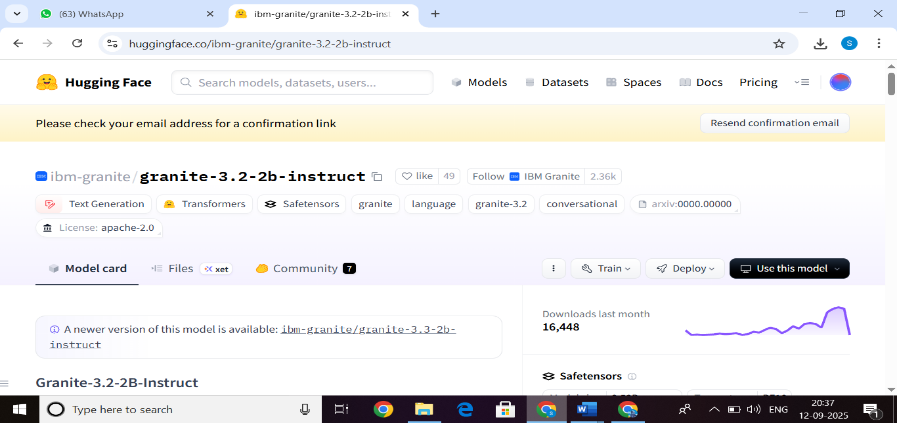 (63) WhatsApp
ibm-granite/granite-3.2-2b-inst
huggingface.co/ibm-granite/granite-3.2-2b-instruct
S
Hugging Face
Search models, datasets, users...
Models
Datasets
Spaces
Docs
Pricing
Please check your email address for a confirmation link
Resend confirmation email
ibm-granite/granite-3.2-2b-instruct
like 49
Follow IBM Granite 2.36k
Text Generation
Transformers
Safetensors
granite
language
granite-3.2
conversational
arxiv:0000.00000
License: apache-2.0
Model card
Files
xet
Community 7
Train
Deploy
Use this model
A newer version of this model is available: ibm-granite/granite-3.3-2b-
instruct
Granite-3.2-2B-Instruct
Downloads last month
16,448
Safetensors
Type here to search
ENG
20:37
12-09-2025
1